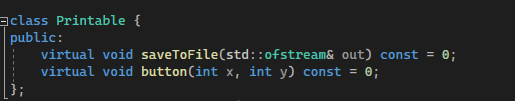 class Printable {
public:
    virtual void saveToFile(std::ofstream& out) const = 0;
    virtual void button(int x, int y) const = 0;
};